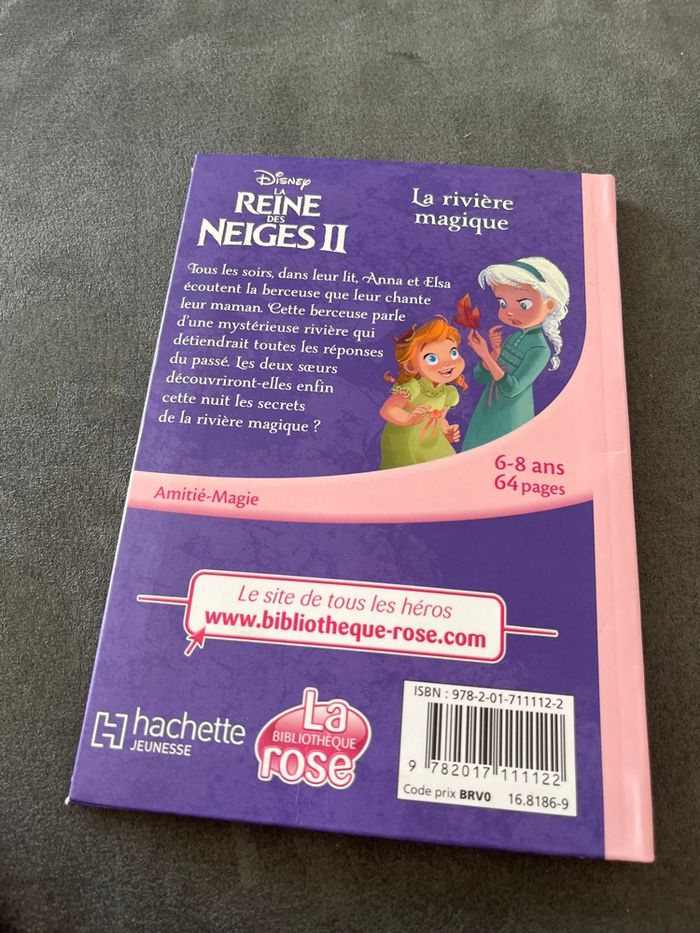 Disney
LA
REINE
DES
NEIGES II
La rivière
magique
Tous les soirs, dans leur lit, Anna et Elsa
écoutent la berceuse que leur chante
leur maman. Cette berceuse parle
d'une mystérieuse rivière qui
détiendrait toutes les réponses
du passé. Les deux sœurs
découvriront-elles enfin
cette nuit les secrets
de la rivière magique ?
6-8 ans
64 pages
Amitié-Magie
Le site de tous les héros
www.bibliotheque-rose.com
hachette
JEUNESSE
La
BIBLIOTHÈQUE
rose
ISBN : 978-2-01-711112-2
9 782017 111122
Code prix BRV0 16.8186-9